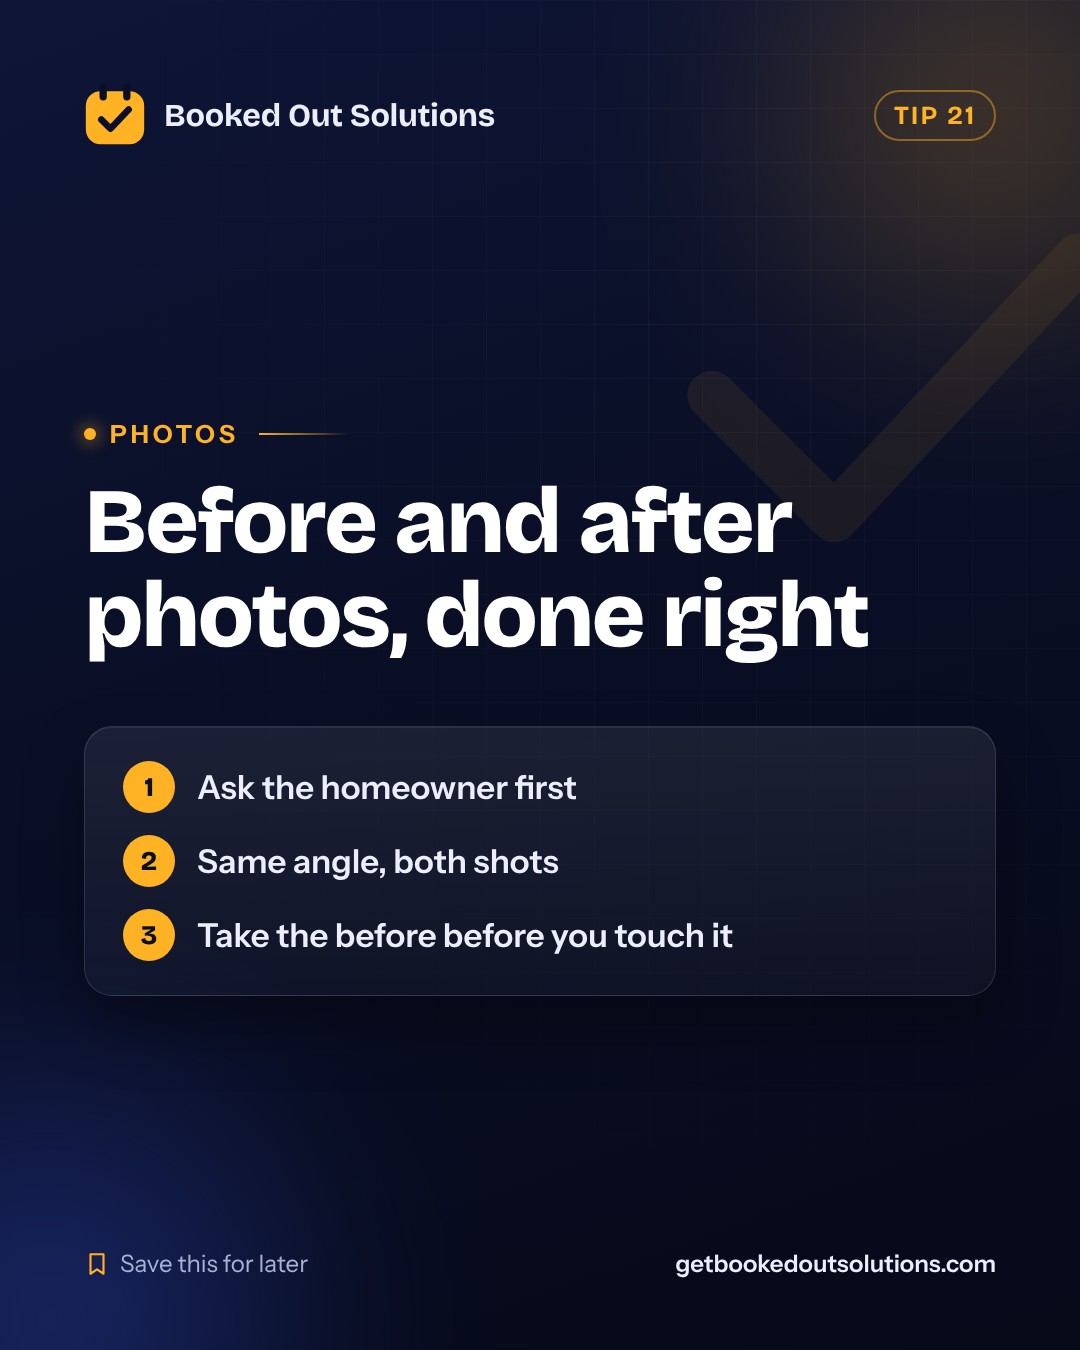 Booked Out Solutions
TIP 21
PHOTOS
Before and after
photos, done right
1 Ask the homeowner first
2 Same angle, both shots
3 Take the before before you touch it
Save this for later
getbookedoutsolutions.com